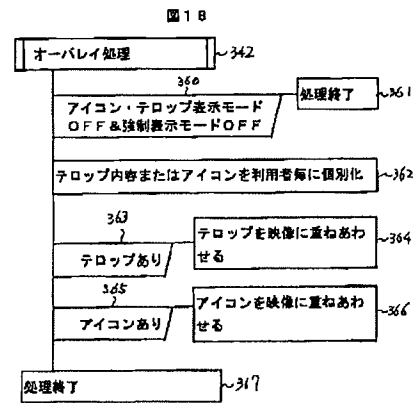 図18
オーバレイ処理
342
360
アイコン・テロップ表示モード
OFF&強制表示モードOFF
処理終了
361
テロップ内容またはアイコンを利用者毎に個別化
362
363
テロップあり
テロップを映像に重ねあわ
せる
364
365
アイコンあり
アイコンを映像に重ねあわ
せる
366
処理終了
367